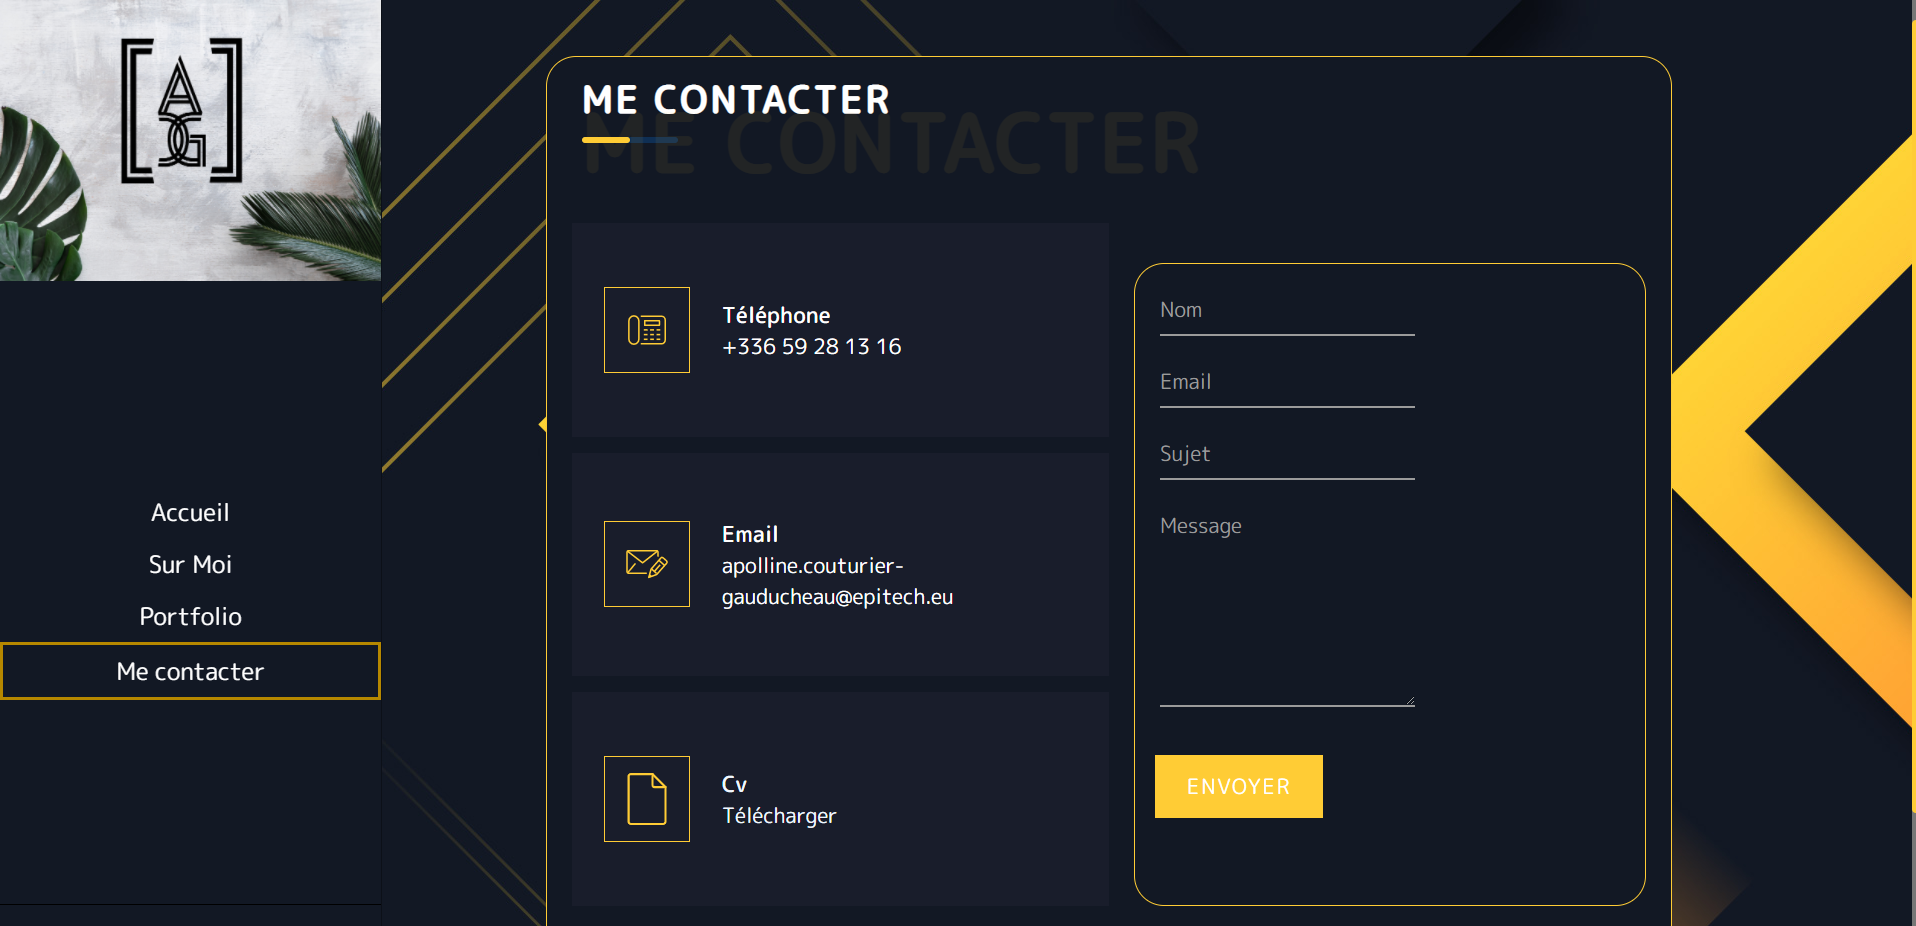 AG
Accueil
Sur Moi
Portfolio
Me contacter
ME CONTACTER
ME CONTACTER
Téléphone
+336 59 28 13 16
Email
apolline.couturier-
gauducheau@epitech.eu
Cv
Télécharger
Nom
Email
Sujet
Message
ENVOYER